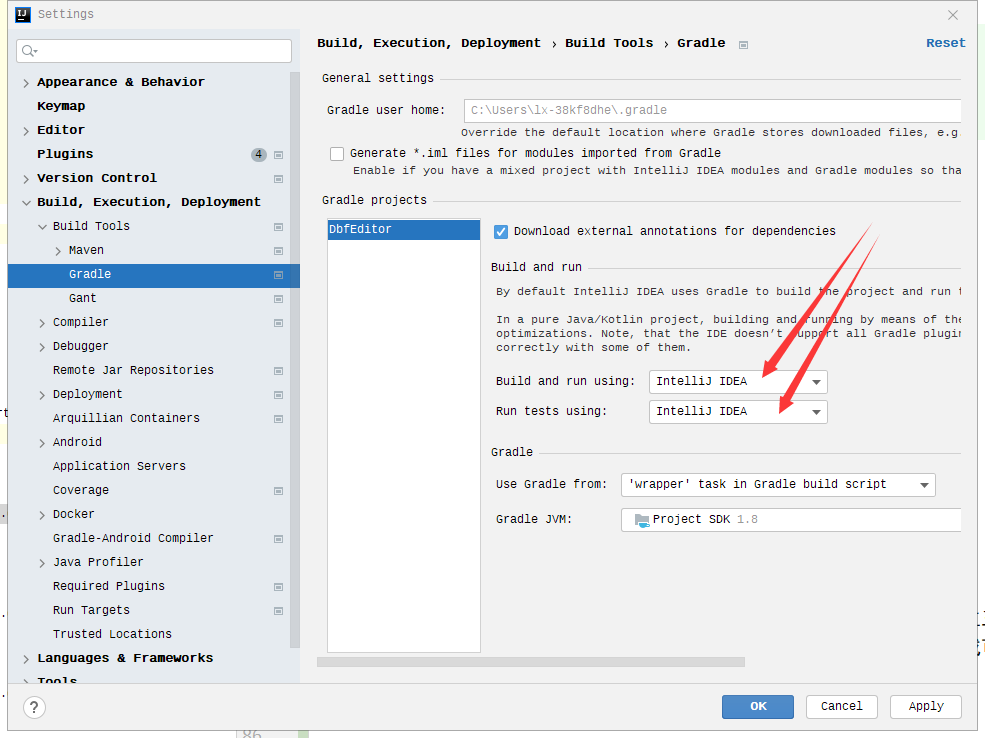 Settings
Appearance & Behavior
Keymap
Editor
Plugins 4
Version Control
Build, Execution, Deployment
Build Tools
Maven
Gradle
Gant
Compiler
Debugger
Remote Jar Repositories
Deployment
Arquillian Containers
Android
Application Servers
Coverage
Docker
Gradle-Android Compiler
Java Profiler
Required Plugins
Run Targets
Trusted Locations
Languages & Frameworks
Tools
Build, Execution, Deployment › Build Tools › Gradle
Reset
General settings
Gradle user home: C:\Users\lx-38kf8dhe\.gradle
Override the default location where Gradle stores downloaded files, e.g.
Generate *.iml files for modules imported from Gradle
Enable if you have a mixed project with IntelliJ IDEA modules and Gradle modules so tha
Gradle projects
DbfEditor
Download external annotations for dependencies
Build and run
By default IntelliJ IDEA uses Gradle to build the project and run t
In a pure Java/Kotlin project, building and running by means of the
optimizations. Note, that the IDE doesn't support all Gradle plugin
correctly with some of them.
Build and run using: IntelliJ IDEA
Run tests using: IntelliJ IDEA
Gradle
Use Gradle from: 'wrapper' task in Gradle build script
Gradle JVM: Project SDK 1.8
?
OK
Cancel
Apply
86